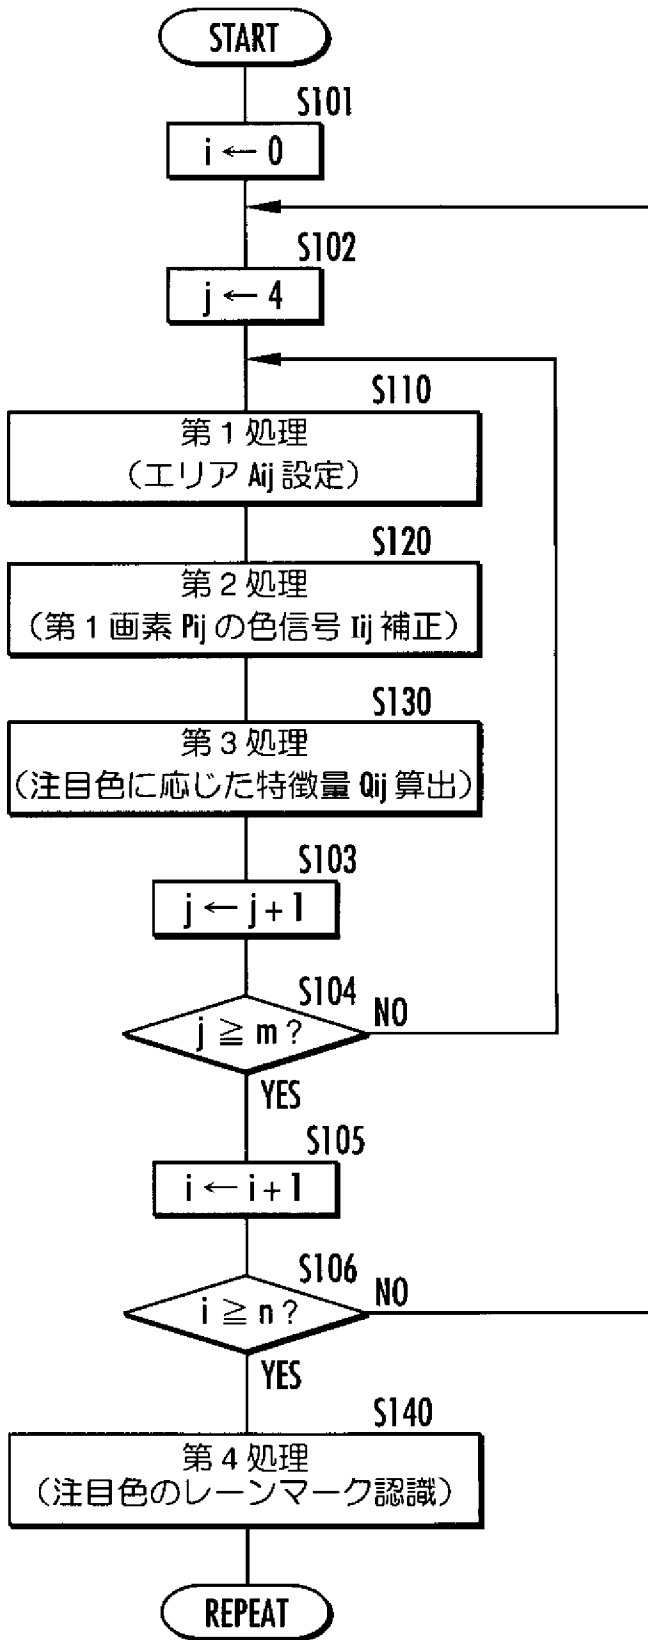 START
S101
i ← 0
S102
j ← 4
S110
第1処理
（エリア Aij 設定）
S120
第2処理
（第1画素 Pij の色信号 Iij 補正）
S130
第3処理
（注目色に応じた特徴量 Qij 算出）
S103
j ← j + 1
S104
j ≧ m ?
NO
YES
S105
i ← i + 1
S106
i ≧ n ?
NO
YES
S140
第4処理
（注目色のレーンマーク認識）
REPEAT